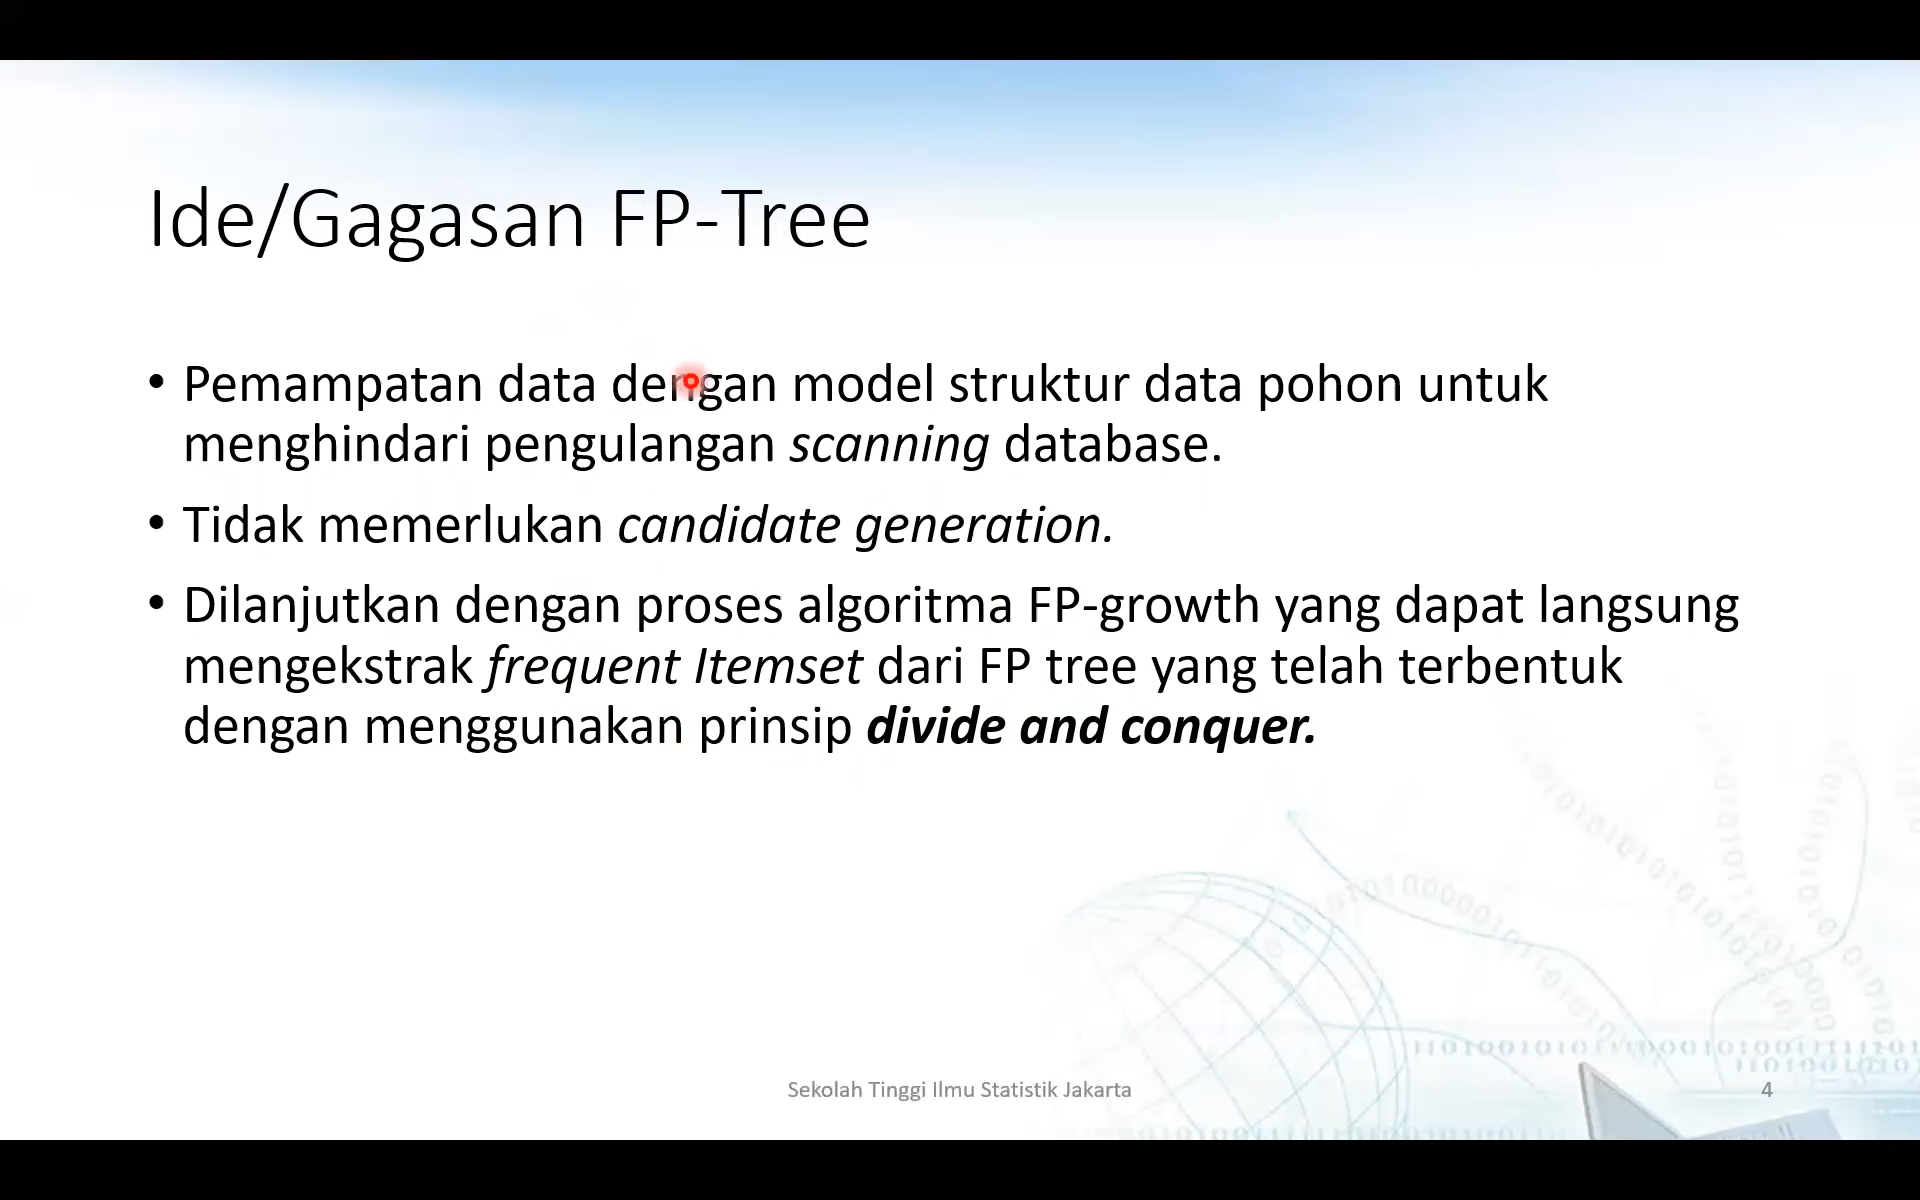 Ide/Gagasan FP-Tree
• Pemampatan data dengan model struktur data pohon untuk
menghindari pengulangan scanning database.
• Tidak memerlukan candidate generation.
• Dilanjutkan dengan proses algoritma FP-growth yang dapat langsung
mengekstrak frequent Itemset dari FP tree yang telah terbentuk
dengan menggunakan prinsip divide and conquer.
Sekolah Tinggi Ilmu Statistik Jakarta
4